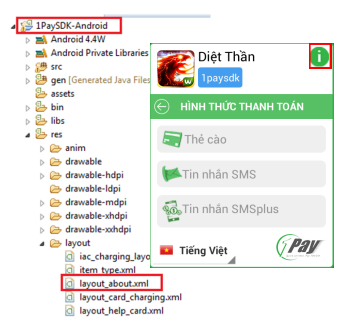 1PaySDK-Android
Android 4.4W
Android Private Libraries
src
gen [Generated Java Files
assets
bin
libs
res
anim
drawable
drawable-hdpi
drawable-ldpi
drawable-mdpi
drawable-xhdpi
drawable-xxhdpi
layout
iac_charging_layo
item_type.xml
layout_about.xml
layout_card_charging.xml
layout_help_card.xml
Diệt Thần
1paysdk
i
HÌNH THỨC THANH TOÁN
Thẻ cào
Tin nhắn SMS
Tin nhắn SMSplus
Tiếng Việt
1Pay